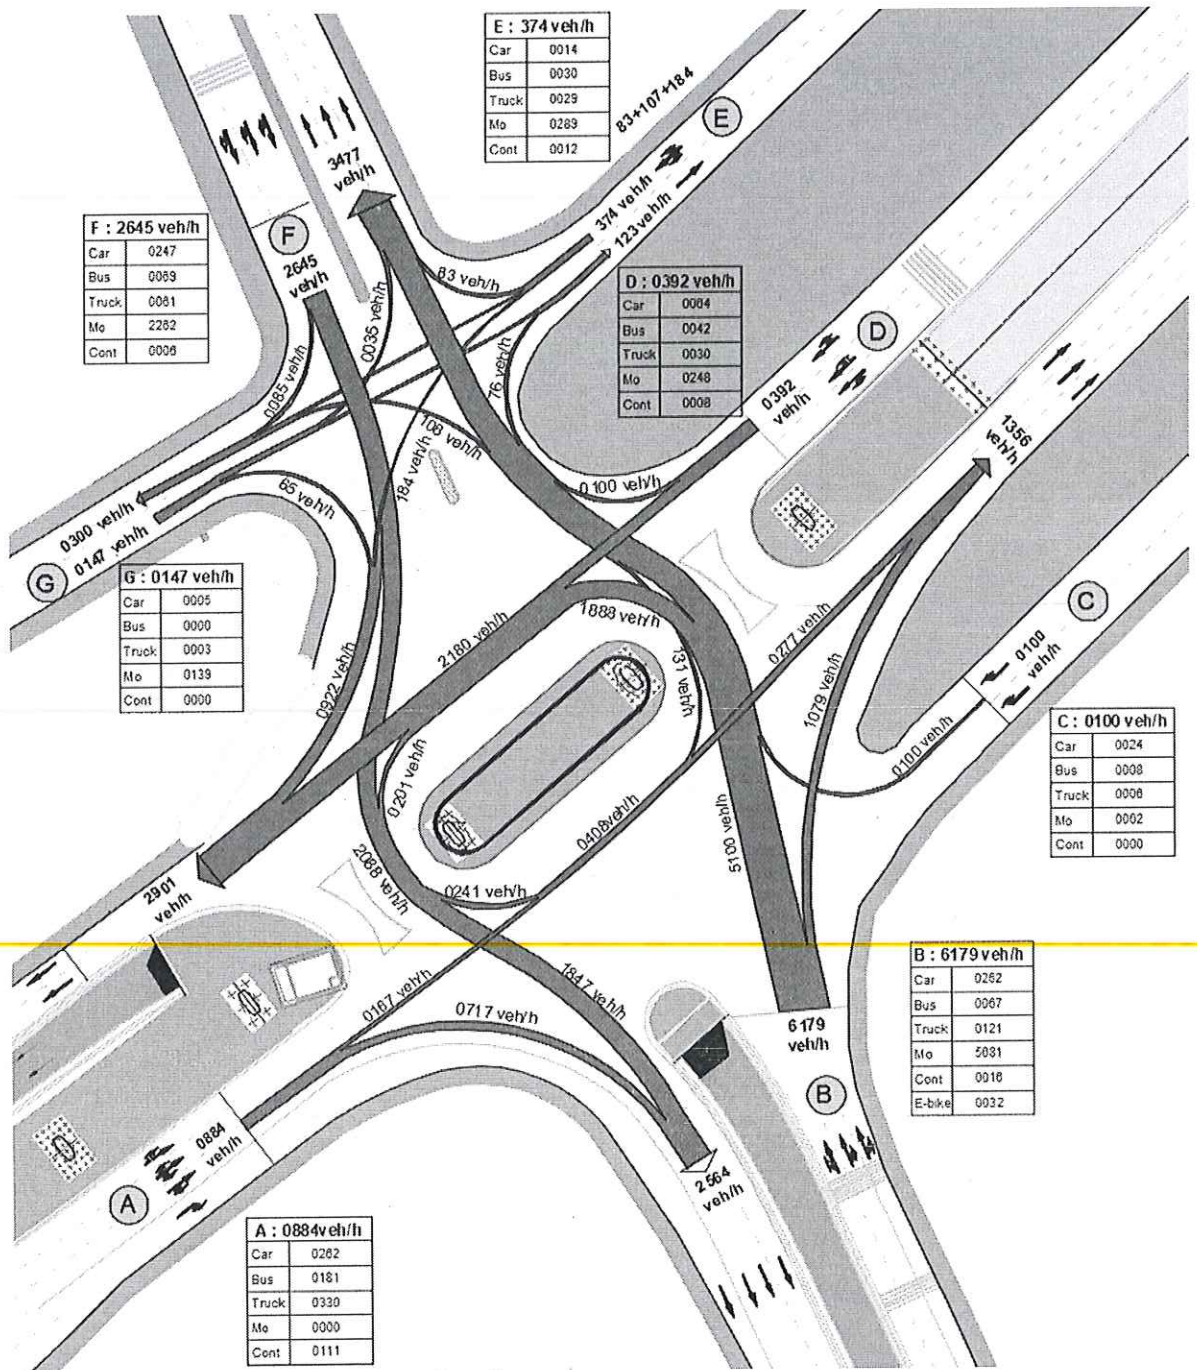 E : 374 veh/h
Car 0014
Bus 0030
Truck 0029
Mo 0289
Cont 0012
83+107+184
E
3477
veh/h
374 veh/h
123 veh/h
F : 2645 veh/h
Car 0247
Bus 0069
Truck 0061
Mo 2262
Cont 0006
F
2645
veh/h
83 veh/h
0035 veh/h
76 veh/h
0085 veh/h
108 veh/h
184 veh/h
65 veh/h
D : 0392 veh/h
Car 0064
Bus 0042
Truck 0030
Mo 0248
Cont 0008
D
0392
veh/h
1356
veh/h
0100 veh/h
0300 veh/h
0147 veh/h
G
G : 0147 veh/h
Car 0005
Bus 0000
Truck 0003
Mo 0139
Cont 0000
2180 veh/h
1888 veh/h
131 veh/h
0277 veh/h
1079 veh/h
C
0100
veh/h
0100 veh/h
C : 0100 veh/h
Car 0024
Bus 0008
Truck 0006
Mo 0062
Cont 0000
0922 veh/h
0201 veh/h
0408veh/h
5100 veh/h
2088 veh/h
0241 veh/h
2901
veh/h
0167 veh/h
0717 veh/h
1847 veh/h
6179
veh/h
B
B : 6179 veh/h
Car 0262
Bus 0067
Truck 0121
Mo 5681
Cont 0016
E-bike 0032
0884
veh/h
A
2564
veh/h
A : 0884veh/h
Car 0262
Bus 0181
Truck 0330
Mo 0000
Cont 0111